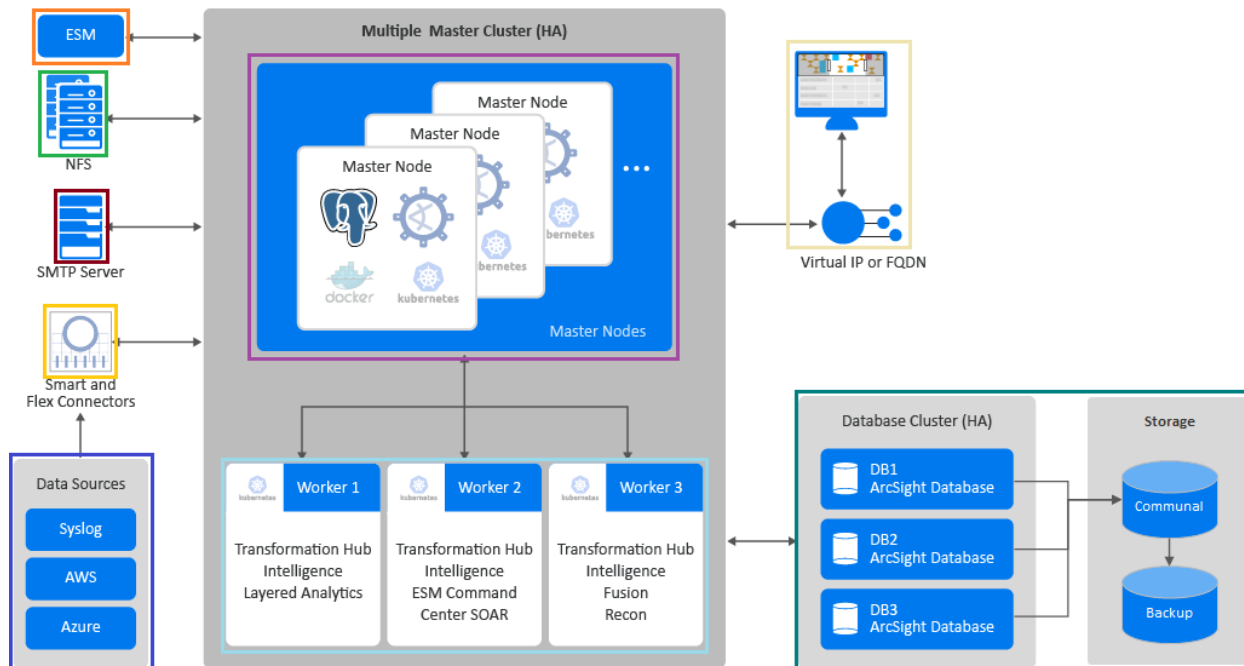 ESM
NFS
SMTP Server
Smart and
Flex Connectors
Data Sources
Syslog
AWS
Azure
Multiple Master Cluster (HA)
Master Node
Master Node
Master Node
docker
kubernetes
...
Master Nodes
kubernetes
Worker 1
Transformation Hub
Intelligence
Layered Analytics
kubernetes
Worker 2
Transformation Hub
Intelligence
ESM Command
Center SOAR
kubernetes
Worker 3
Transformation Hub
Intelligence
Fusion
Recon
Virtual IP or FQDN
Database Cluster (HA)
DB1
ArcSight Database
DB2
ArcSight Database
DB3
ArcSight Database
Storage
Communal
Backup